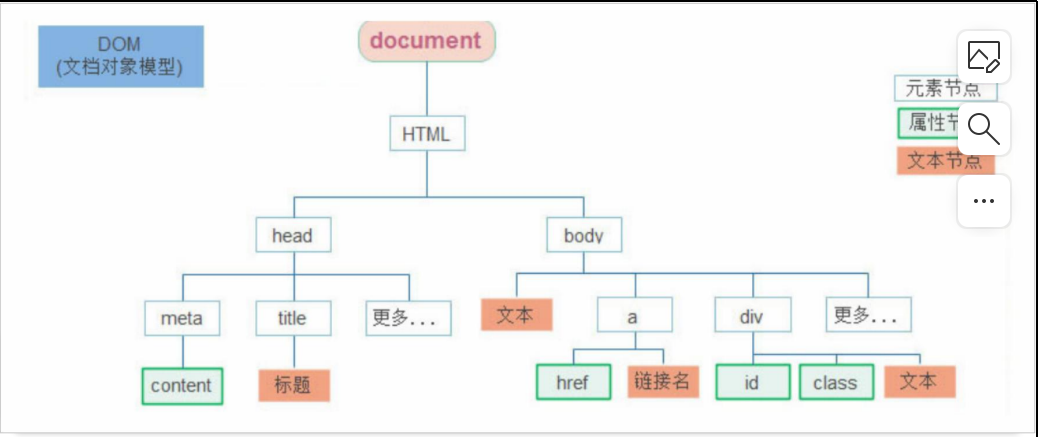 DOM
(文档对象模型)
document
元素节点
属性节
文本节点
HTML
head
body
meta
title
更多...
文本
a
div
更多...
content
标题
href
链接名
id
class
文本